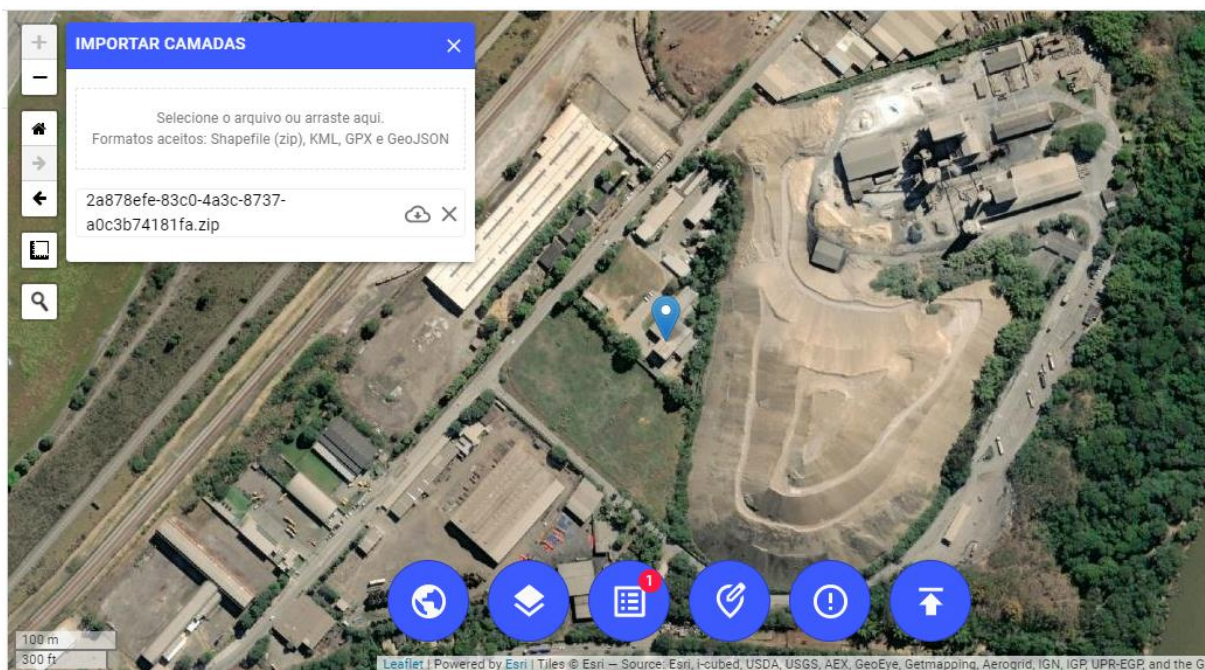 IMPORTAR CAMADAS
Selecione o arquivo ou arraste aqui.
Formatos aceitos: Shapefile (zip), KML, GPX e GeoJSON
2a878efe-83c0-4a3c-8737-
a0c3b74181fa.zip
1
100 m
300 ft
Leaflet | Powered by Esri | Tiles © Esri — Source: Esri, i-cubed, USDA, USGS, AEX, GeoEye, Getmapping, Aerogrid, IGN, IGP, UPR-EGP, and the G